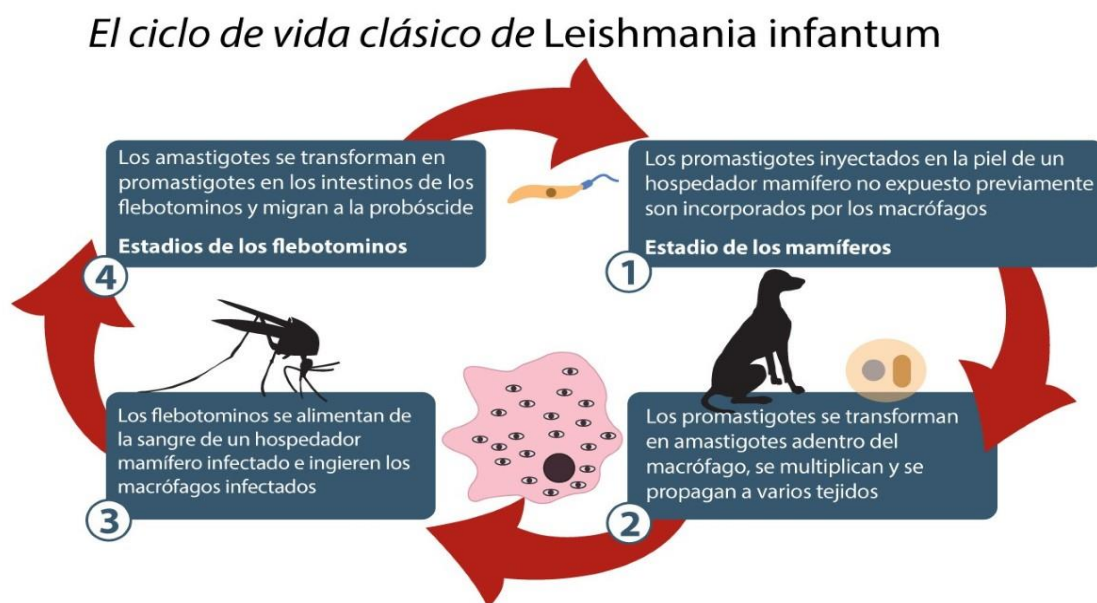 El ciclo de vida clásico de Leishmania infantum
Los promastigotes inyectados en la piel de un
hospedador mamífero no expuesto previamente
son incorporados por los macrófagos
Estadio de los mamíferos
1
Los promastigotes se transforman
en amastigotes adentro del
macrófago, se multiplican y se
propagan a varios tejidos
2
Los flebotominos se alimentan de
la sangre de un hospedador
mamífero infectado e ingieren los
macrófagos infectados
3
Los amastigotes se transforman en
promastigotes en los intestinos de los
flebotominos y migran a la probóscide
Estadios de los flebotominos
4